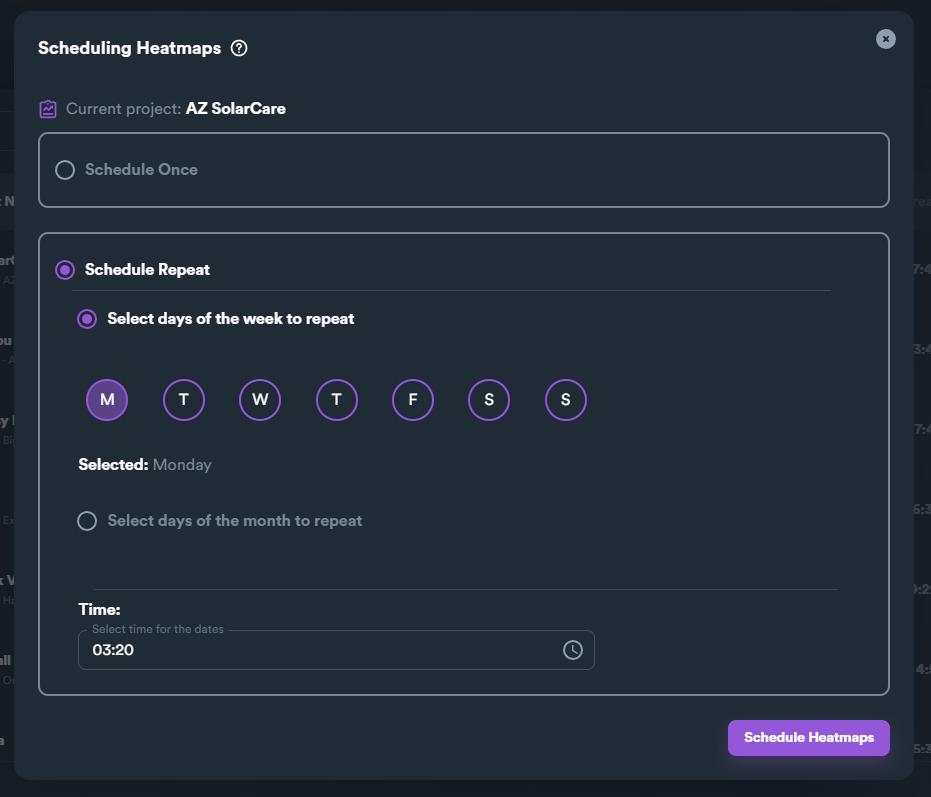 Scheduling Heatmaps
Current project: AZ SolarCare
Schedule Once
Schedule Repeat
Select days of the week to repeat
M T W T F S S
Selected: Monday
Select days of the month to repeat
Time:
Select time for the dates
03:20
Schedule Heatmaps